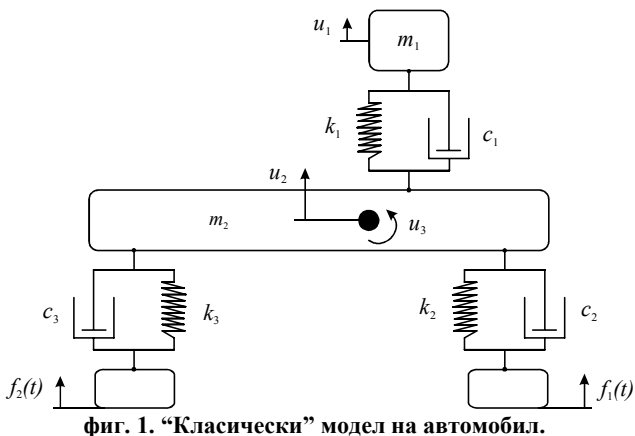 u₁
m₁
k₁
c₁
u₂
m₂
u₃
c₃
k₃
k₂
c₂
f₂(t)
f₁(t)
фиг. 1. “Класически” модел на автомобил.